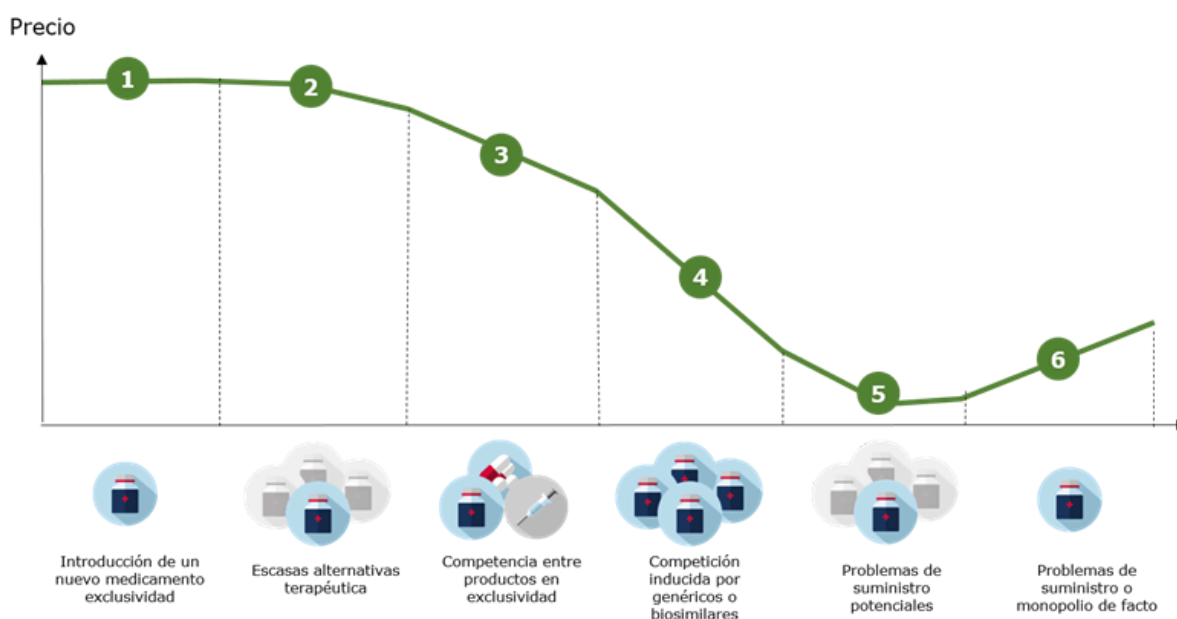 Precio
1
2
3
4
5
6
Introducción de un
nuevo medicamento
exclusividad
Escasas alternativas
terapéutica
Competencia entre
productos en
exclusividad
Competición
inducida por
genéricos o
biosimilares
Problemas de
suministro
potenciales
Problemas de
suministro o
monopolio de facto